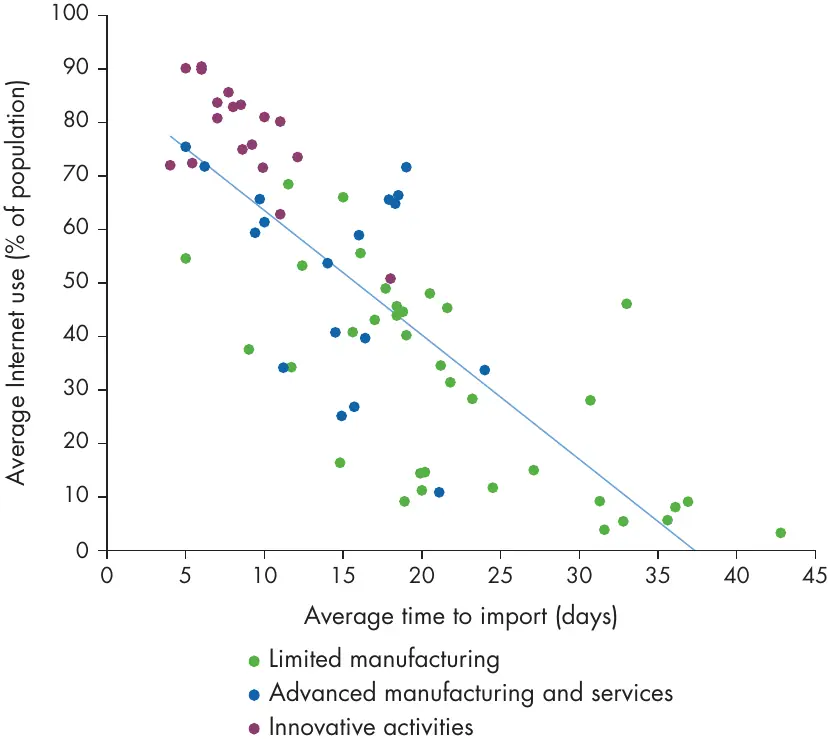 100
90
80
70
60
50
40
30
20
10
0
Average Internet use (% of population)
0 5 10 15 20 25 30 35 40 45
Average time to import (days)
Limited manufacturing
Advanced manufacturing and services
Innovative activities